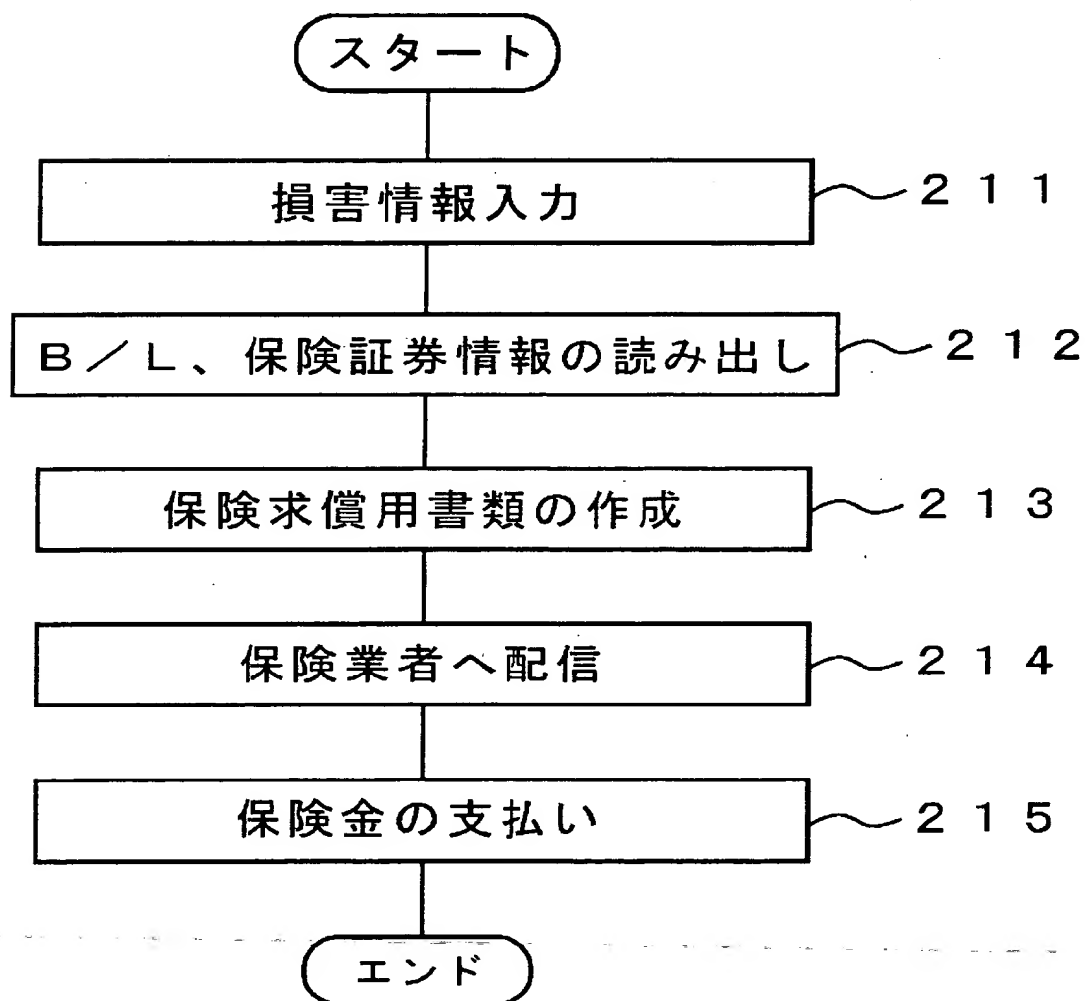 スタート
損害情報入力 211
B/L、保険証券情報の読み出し 212
保険求償用書類の作成 213
保険業者へ配信 214
保険金の支払い 215
エンド